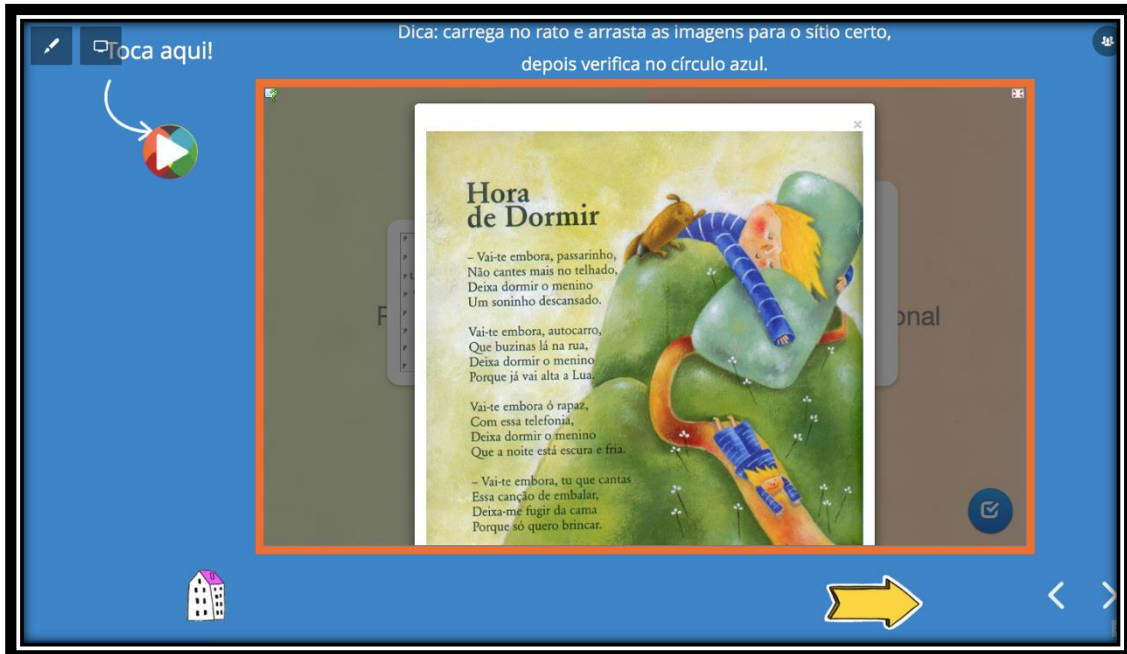 Toca aqui!
Dica: carrega no rato e arrasta as imagens para o sítio certo,
depois verifica no círculo azul.
Hora
de Dormir
– Vai-te embora, passarinho,
Não cantes mais no telhado,
Deixa dormir o menino
Um soninho descansado.
Vai-te embora, autocarro,
Que buzinas lá na rua,
Deixa dormir o menino
Porque já vai alta a Lua.
Vai-te embora ó rapaz,
Com essa telefonia,
Deixa dormir o menino
Que a noite está escura e fria.
– Vai-te embora, tu que cantas
Essa canção de embalar,
Deixa-me fugir da cama
Porque só quero brincar.
onal